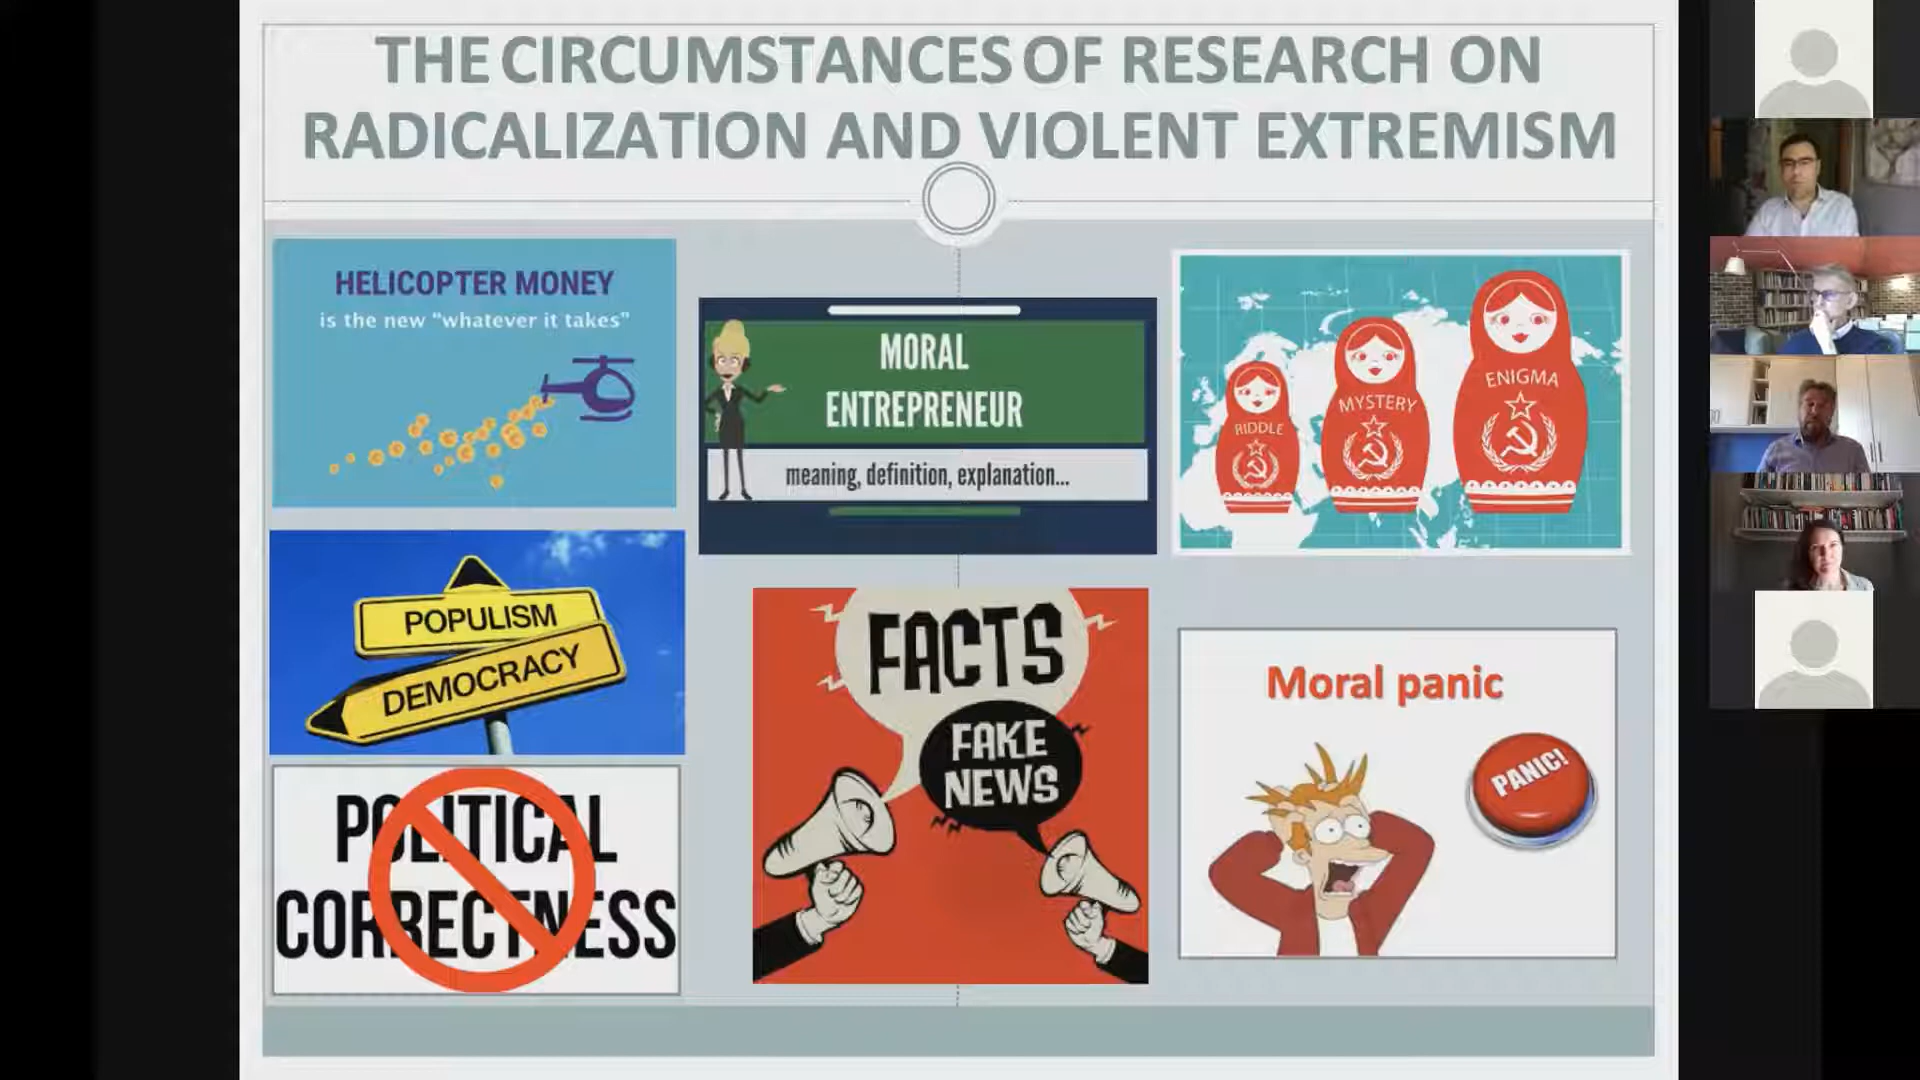 THE CIRCUMSTANCES OF RESEARCH ON
RADICALIZATION AND VIOLENT EXTREMISM
HELICOPTER MONEY
is the new "whatever it takes"
MORAL
ENTREPRENEUR
meaning, definition, explanation...
RIDDLE
MYSTERY
ENIGMA
POPULISM
DEMOCRACY
POLITICAL
CORRECTNESS
FACTS
FAKE
NEWS
Moral panic
PANIC!